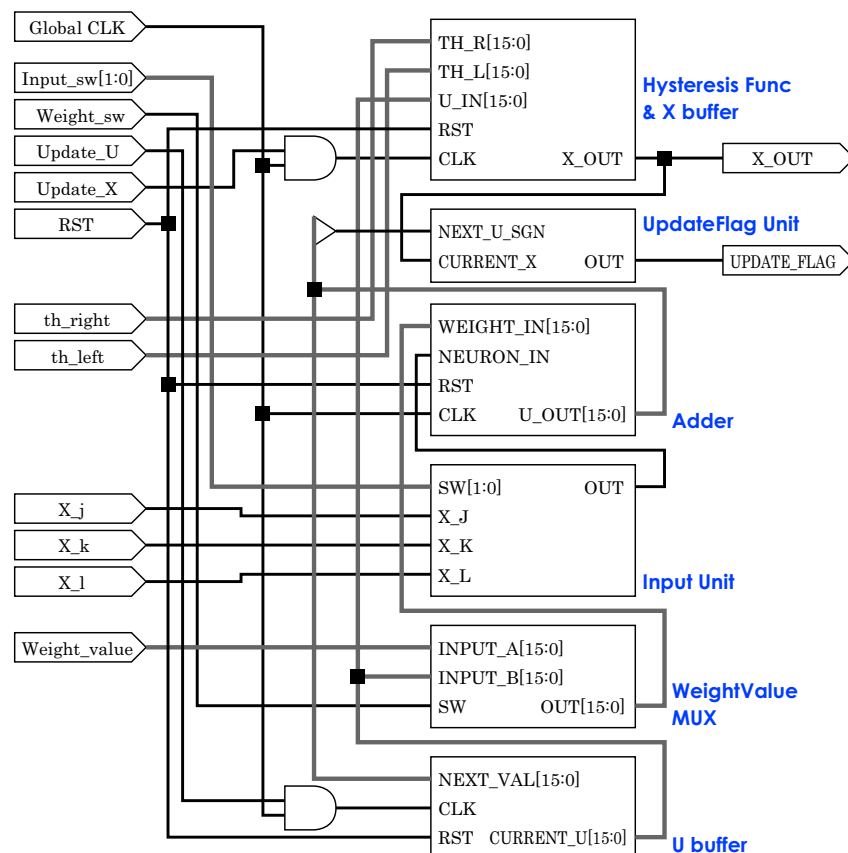 Global CLK
Input_sw[1:0]
Weight_sw
Update_U
Update_X
RST
th_right
th_left
X_j
X_k
X_l
Weight_value
TH_R[15:0]
TH_L[15:0]
U_IN[15:0]
RST
CLK
X_OUT
Hysteresis Func
& X buffer
X_OUT
NEXT_U_SGN
CURRENT_X
OUT
UpdateFlag Unit
UPDATE_FLAG
WEIGHT_IN[15:0]
NEURON_IN
RST
CLK
U_OUT[15:0]
Adder
SW[1:0]
OUT
X_J
X_K
X_L
Input Unit
INPUT_A[15:0]
INPUT_B[15:0]
SW
OUT[15:0]
WeightValue
MUX
NEXT_VAL[15:0]
CLK
RST
CURRENT_U[15:0]
U buffer